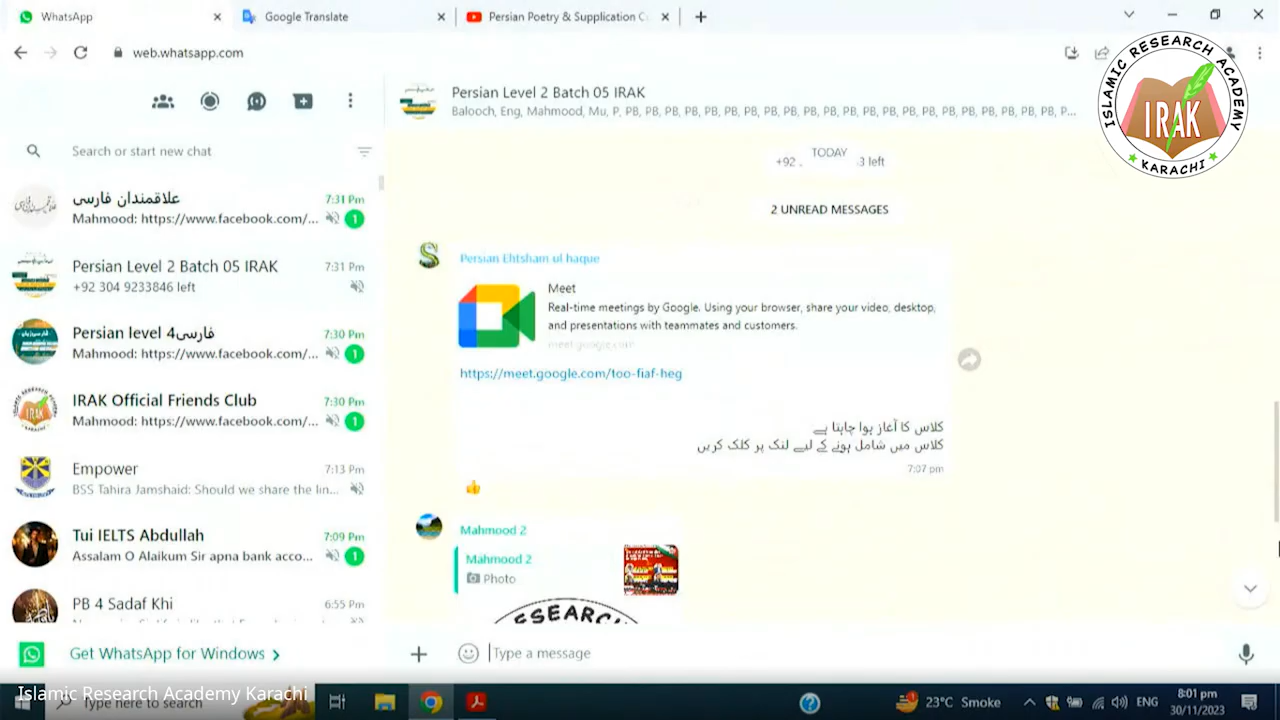 WhatsApp
Google Translate
Persian Poetry & Supplication C
web.whatsapp.com
ISLAMIC RESEARCH ACADEMY
IRAK
KARACHI
Persian Level 2 Batch 05 IRAK
Balooch, Eng, Mahmood, Mu, P, PB, PB, PB, PB, PB, PB, PB, PB, PB, PB, PB, PB, PB, PB, PB, PB, PB, PB, PB, PB, PB, PB, P...
Search or start new chat
علاقمندان فارسی
7:31 Pm
Mahmood: https://www.facebook.com/...
1
Persian Level 2 Batch 05 IRAK
7:31 Pm
+92 304 9233846 left
Persian level 4فارسی
7:30 Pm
Mahmood: https://www.facebook.com/...
1
IRAK Official Friends Club
7:30 Pm
Mahmood: https://www.facebook.com/...
1
Empower
7:13 Pm
BSS Tahira Jamshaid: Should we share the lin...
Tui IELTS Abdullah
7:09 Pm
Assalam O Alaikum Sir apna bank acco...
1
PB 4 Sadaf Khi
6:55 Pm
Get WhatsApp for Windows
TODAY
+92 3 left
2 UNREAD MESSAGES
Persian Ehtsham ul haque
Meet
Real-time meetings by Google. Using your browser, share your video, desktop,
and presentations with teammates and customers.
meet.google.com
https://meet.google.com/too-fiaf-heg
کلاس کا آغاز ہوا چاہتا ہے
کلاس میں شامل ہونے کے لیے لنک پر کلک کریں
7:07 pm
Mahmood 2
Mahmood 2
Photo
ESEARC
Type a message
Islamic Research Academy Karachi
Type here to search
23°C Smoke
ENG
8:01 pm
30/11/2023